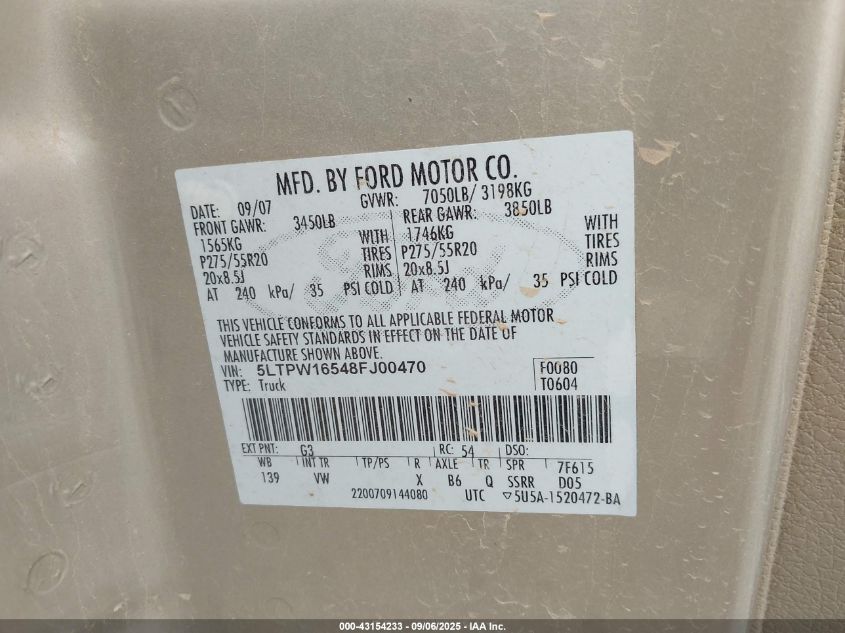 MFD. BY FORD MOTOR CO.
DATE: 09/07 GVWR: 7050LB/ 3198KG
FRONT GAWR: 3450LB REAR GAWR: 3850LB
1565KG WITH 1746KG WITH
P275/55R20 TIRES P275/55R20 TIRES
20x8.5J RIMS 20x8.5J RIMS
AT 240 kPa/ 35 PSI COLD AT 240 kPa/ 35 PSI COLD
THIS VEHICLE CONFORMS TO ALL APPLICABLE FEDERAL MOTOR
VEHICLE SAFETY STANDARDS IN EFFECT ON THE DATE OF
MANUFACTURE SHOWN ABOVE.
VIN: 5LTPW16548FJ00470 F0080
TYPE: Truck T0604
EXT PNT: G3 RC: 54 DSO:
WB INT TR TP/PS R AXLE TR SPR 7F615
139 VW X B6 Q SSRR D05
2200709144080 UTC ▽5U5A-1520472-BA
000-43154233 - 09/06/2025 - IAA Inc.